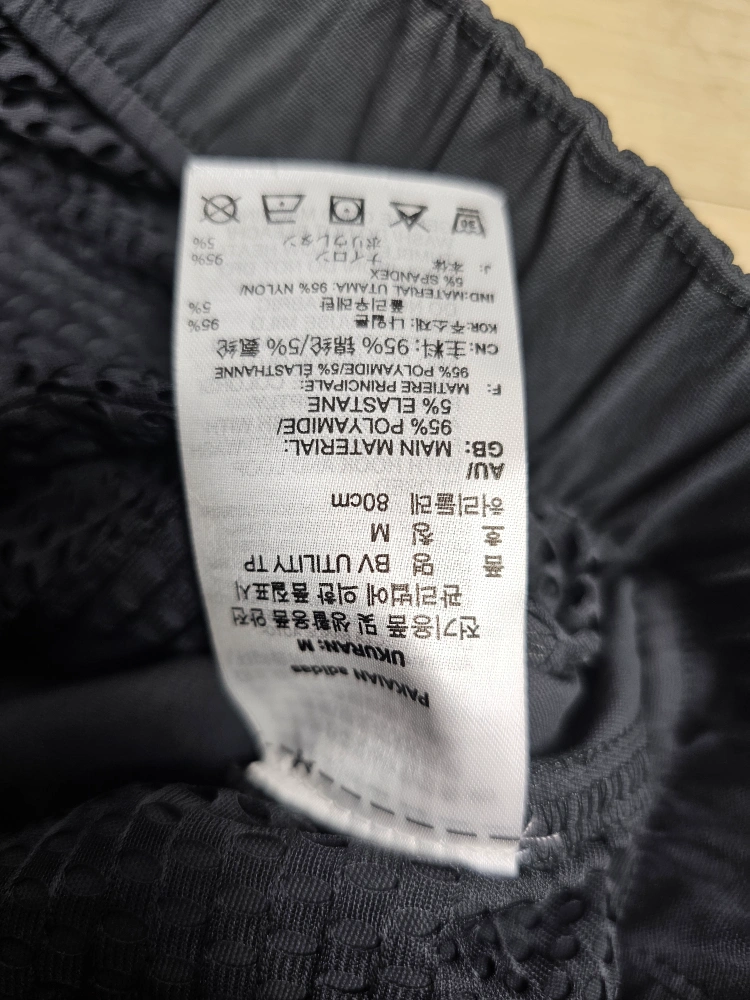 M
PAKAIAN adidas
UKURAN: M
전기용품 및 생활용품 안전
관리법에 의한 품질표시
품 명 BV UTILITY TP
호 칭 M
허리둘레 80cm
AU/
GB: MAIN MATERIAL:
95% POLYAMIDE/
5% ELASTANE
F: MATIERE PRINCIPALE:
95% POLYAMIDE/5% ELASTHANNE
CN: 主料: 95% 锦纶/5% 氨纶
KOR: 주소재: 나일론 95%
폴리우레탄 5%
IND:MATERIAL UTAMA: 95% NYLON/
5% SPANDEX
J: 本体 ナイロン 95%
ポリウレタン 5%
30